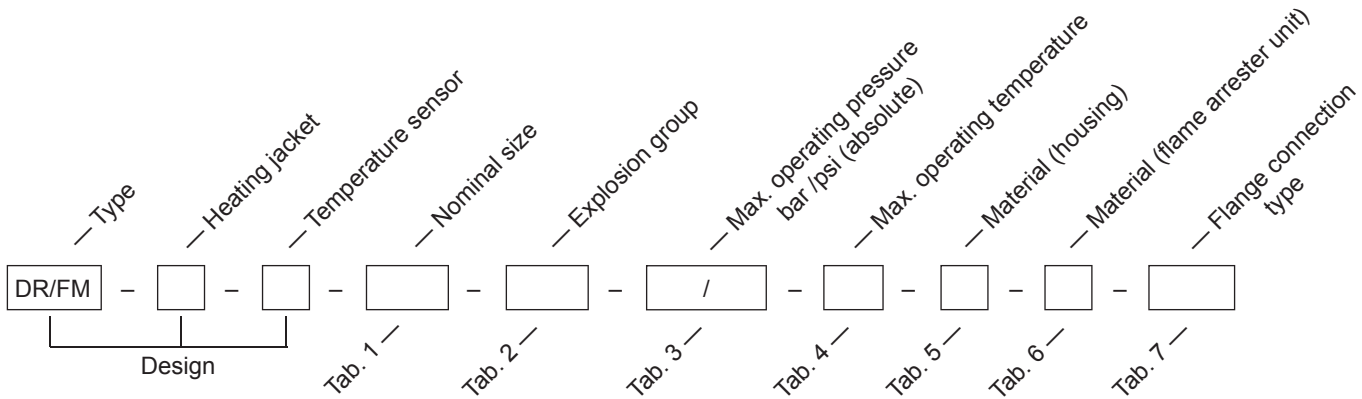 Type
Heating jacket
Temperature sensor
Nominal size
Explosion group
Max. operating pressure
bar /psi (absolute)
Max. operating temperature
Material (housing)
Material (flame arrester unit)
Flange connection
type
DR/FM – – – – – / – – – –
Design
Tab. 1
Tab. 2
Tab. 3
Tab. 4
Tab. 5
Tab. 6
Tab. 7